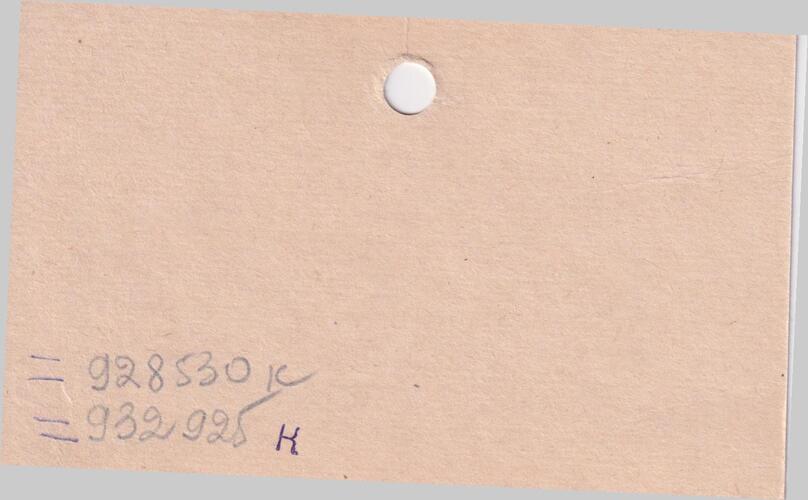 = 928530 к
= 932925 к